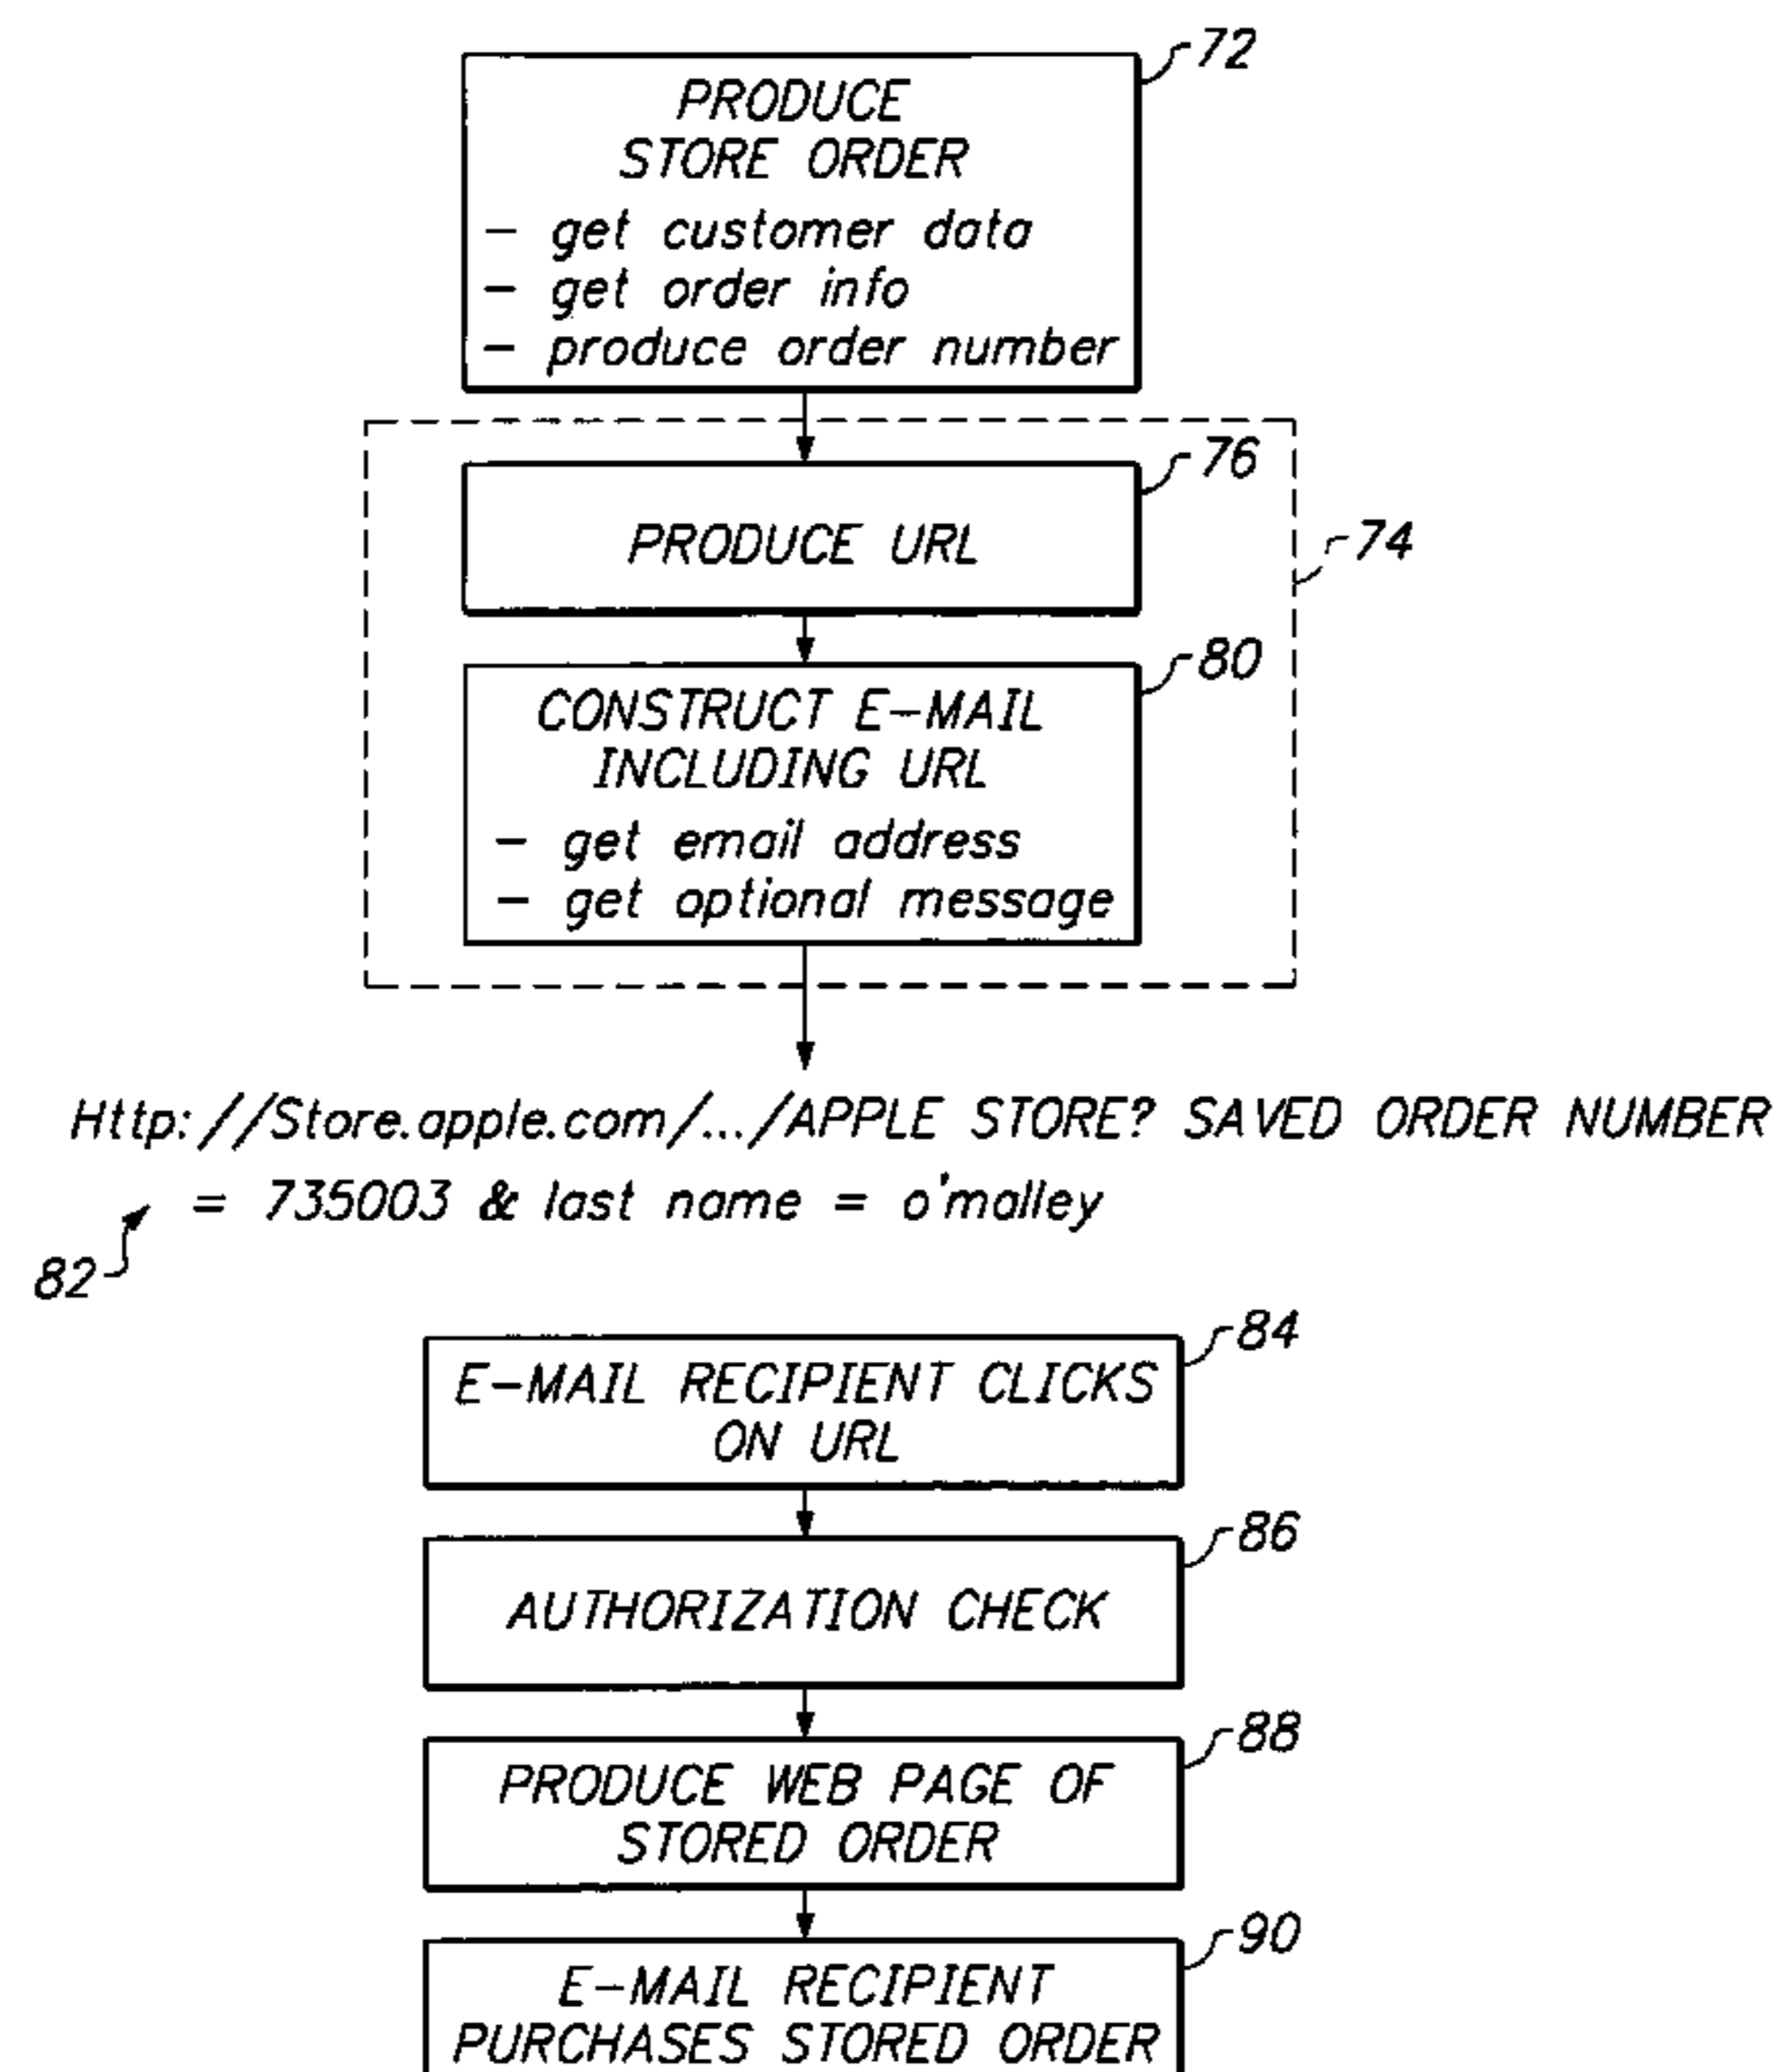 72
PRODUCE
STORE ORDER
- get customer data
- get order info
- produce order number
76
PRODUCE URL
74
80
CONSTRUCT E-MAIL
INCLUDING URL
- get email address
- get optional message
Http://Store.apple.com/.../APPLE STORE? SAVED ORDER NUMBER
= 735003 & last name = o'malley
82
84
E-MAIL RECIPIENT CLICKS
ON URL
86
AUTHORIZATION CHECK
88
PRODUCE WEB PAGE OF
STORED ORDER
90
E-MAIL RECIPIENT
PURCHASES STORED ORDER